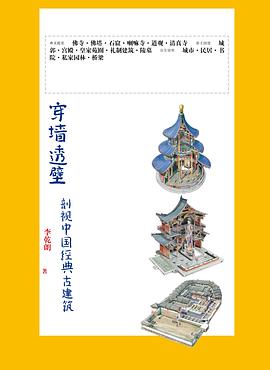 佛寺·佛塔·石窟·喇嘛寺·道观·清真寺 城
郭·宫殿·皇家苑囿·礼制建筑·陵墓 城市·民居·书
院·私家园林·桥梁
穿墙透壁
剖视中国经典古建筑
李乾朗
著